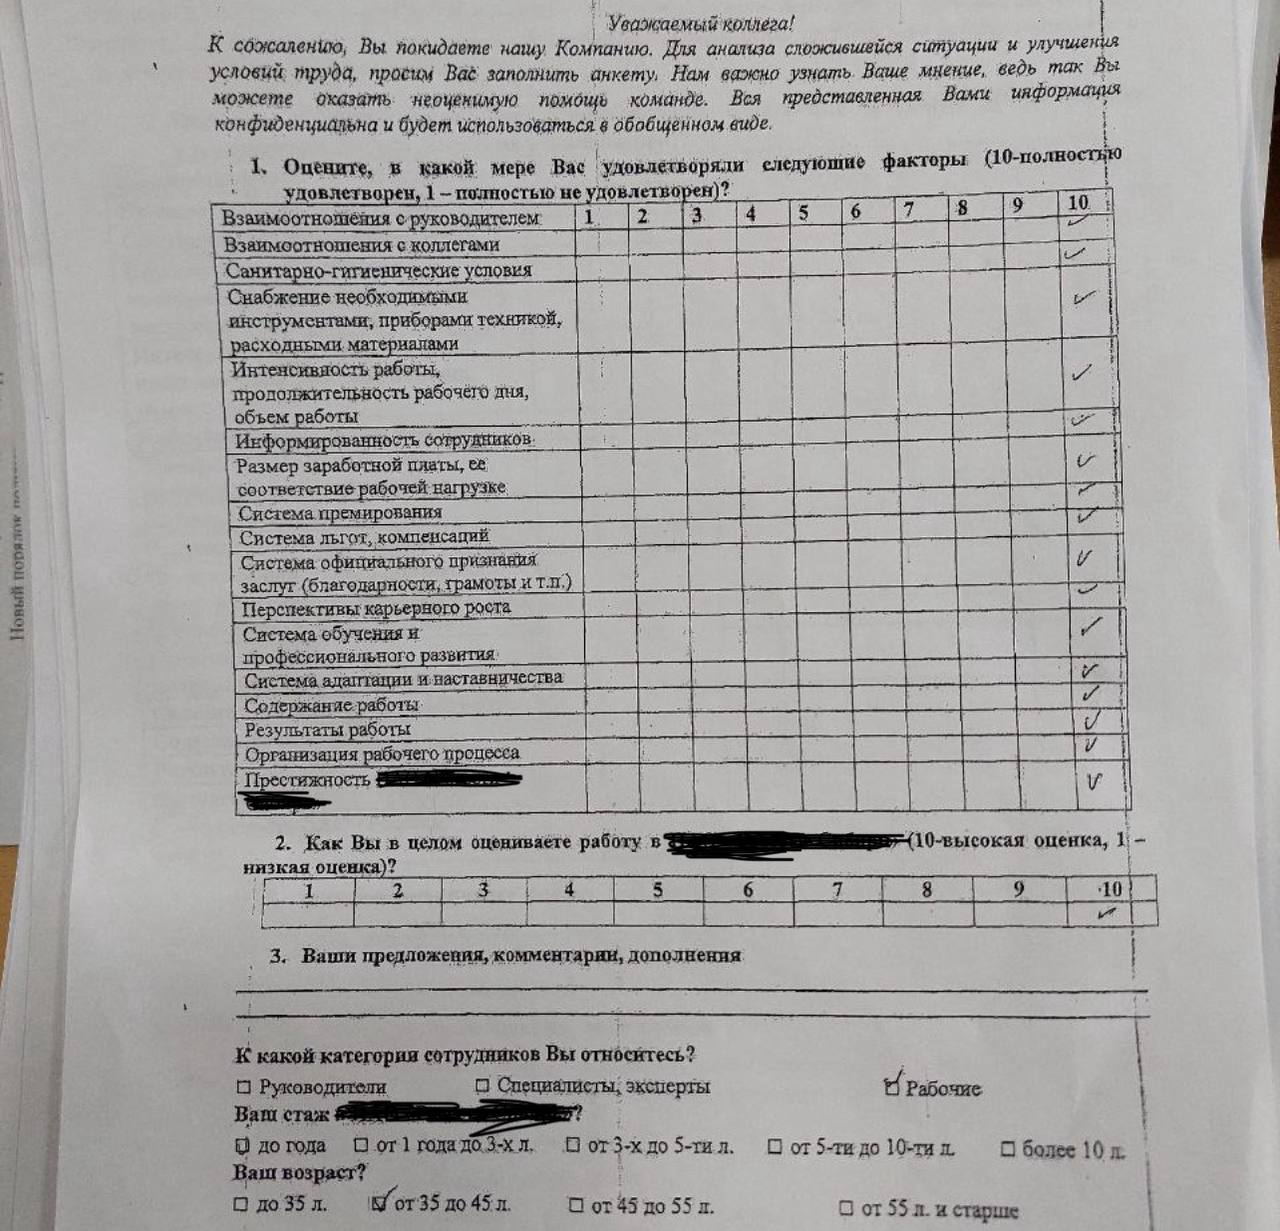 Уважаемый коллега!
К сожалению, Вы покидаете нашу Компанию. Для анализа сложившейся ситуации и улучшения
условий труда, просим Вас заполнить анкету. Нам важно узнать Ваше мнение, ведь так Вы
можете оказать неоценимую помощь команде. Вся представленная Вами информация
конфиденциальна и будет использоваться в обобщенном виде.
1. Оцените, в какой мере Вас удовлетворяли следующие факторы (10-полностью
удовлетворен, 1 – полностью не удовлетворен)?
Взаимоотношения с руководителем 1 2 3 4 5 6 7 8 9 10
Взаимоотношения с коллегами
Санитарно-гигиенические условия
Снабжение необходимыми
инструментами, приборами техникой,
расходными материалами
Интенсивность работы,
продолжительность рабочего дня,
объем работы
Информированность сотрудников
Размер заработной платы, ее
соответствие рабочей нагрузке
Система премирования
Система льгот, компенсаций
Система официального признания
заслуг (благодарности, грамоты и т.п.)
Перспективы карьерного роста
Система обучения и
профессионального развития
Система адаптации и наставничества
Содержание работы
Результаты работы
Организация рабочего процесса
Престижность
2. Как Вы в целом оцениваете работу в (10-высокая оценка, 1 –
низкая оценка)?
1 2 3 4 5 6 7 8 9 10
3. Ваши предложения, комментарии, дополнения
К какой категории сотрудников Вы относитесь?
☐ Руководители ☐ Специалисты, эксперты ☑ Рабочие
Ваш стаж ?
☑ до года ☐ от 1 года до 3-х л. ☐ от 3-х до 5-ти л. ☐ от 5-ти до 10-ти л. ☐ более 10 л.
Ваш возраст?
☐ до 35 л. ☑ от 35 до 45 л. ☐ от 45 до 55 л. ☐ от 55 л. и старше
Новый порядок